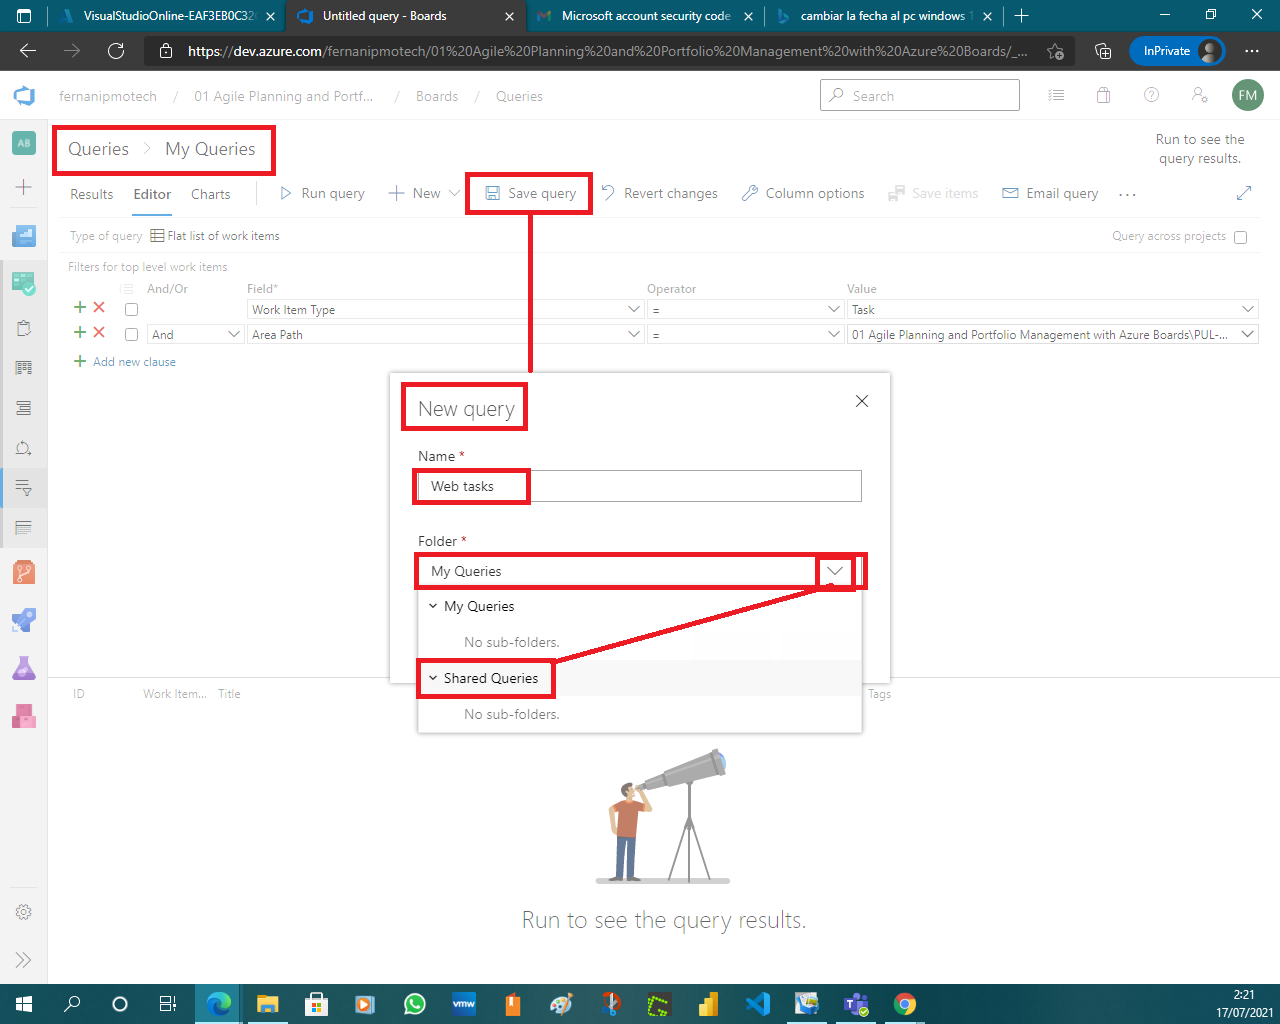 VisualStudioOnline-EAF3EB0C32
Untitled query - Boards
Microsoft account security code
cambiar la fecha al pc windows 1
https://dev.azure.com/fernanipmotech/01%20Agile%20Planning%20and%20Portfolio%20Management%20with%20Azure%20Boards/_...
InPrivate
fernanipmotech / 01 Agile Planning and Portf... / Boards / Queries
Search
FM
AB
Queries > My Queries
Run to see the
query results.
Results Editor Charts Run query New Save query Revert changes Column options Save items Email query ...
Type of query Flat list of work items
Query across projects
Filters for top level work items
And/Or Field* Operator Value
Work Item Type = Task
And Area Path = 01 Agile Planning and Portfolio Management with Azure Boards\PUL-...
Add new clause
New query
Name *
Web tasks
Folder *
My Queries
My Queries
No sub-folders.
Shared Queries
No sub-folders.
ID Work Item... Title Tags
Run to see the query results.
vmw
2:21
17/07/2021